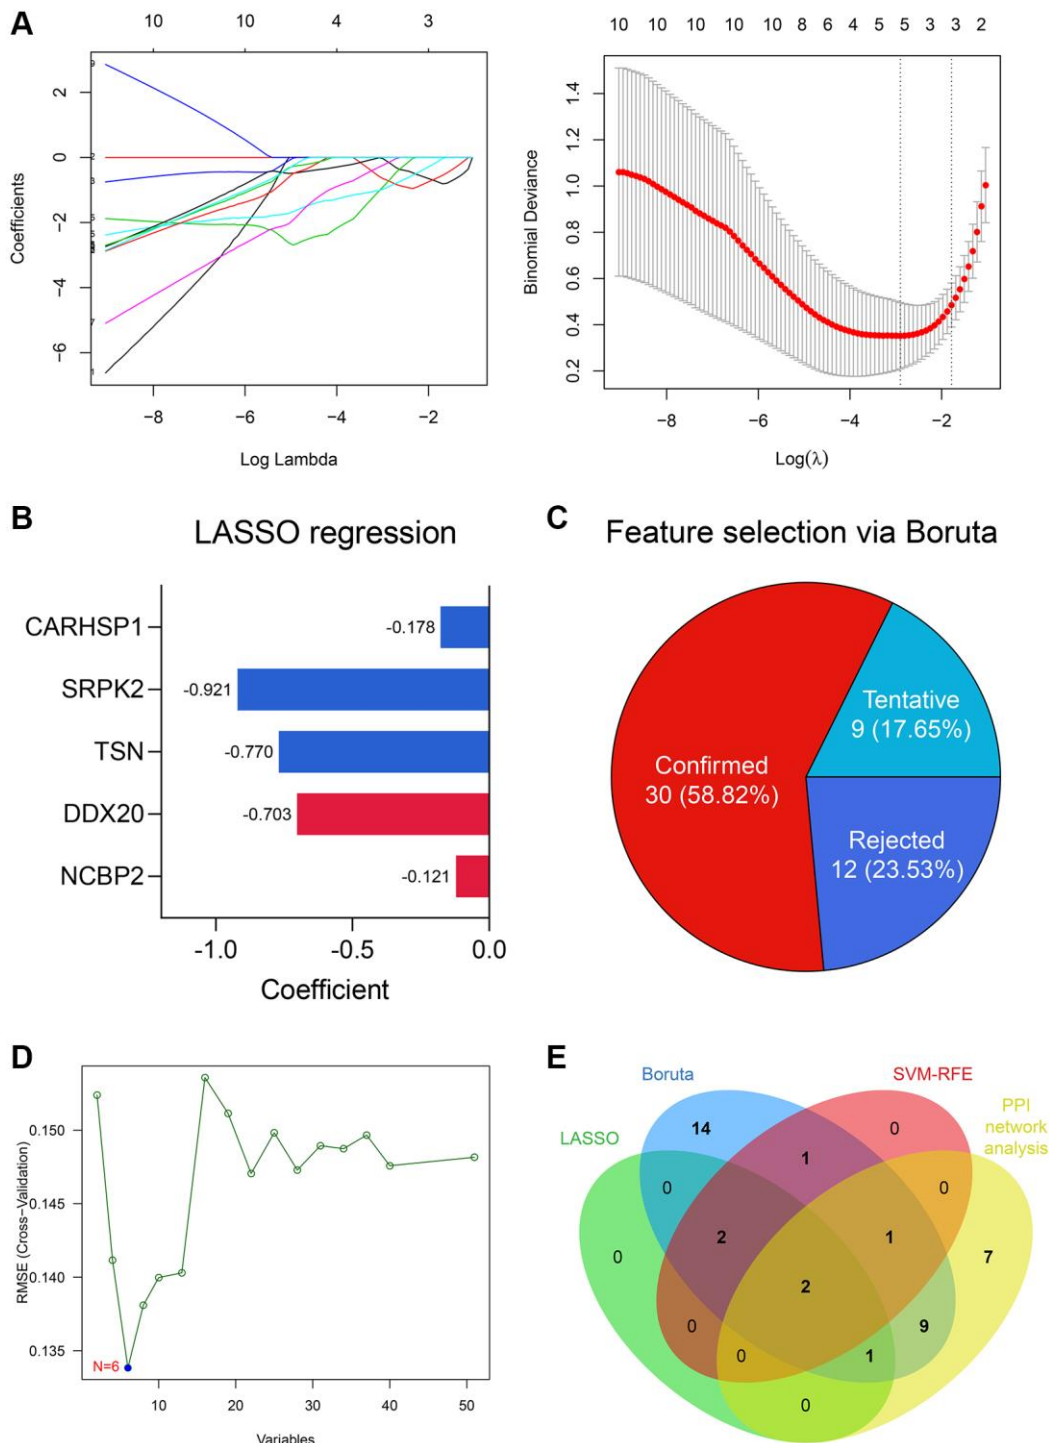 A
10 10 4 3
2
0
−2
−4
−6
Coefficients
−8 −6 −4 −2
Log Lambda
10 10 10 10 10 8 5 5 3 3 2
1.4
1.2
1.0
0.8
0.6
0.4
0.2
Binomial Deviance
−8 −6 −4 −2
Log(λ)
B
LASSO regression
CARHSP1
-0.178
SRPK2
-0.921
TSN
-0.770
DDX20
-0.703
NCBP2
-0.121
-1.0 -0.5 0.0
Coefficient
C
Feature selection via Boruta
Tentative
9 (17.65%)
Confirmed
30 (58.82%)
Rejected
12 (23.53%)
D
0.150
0.145
0.140
0.135
RMSE (Cross−Validation)
N=6
10 20 30 40 50
Variables
E
Boruta
SVM-RFE
PPI
network
analysis
LASSO
14
0
1
0
0
2
1
0
7
2
0
9
0
1
0